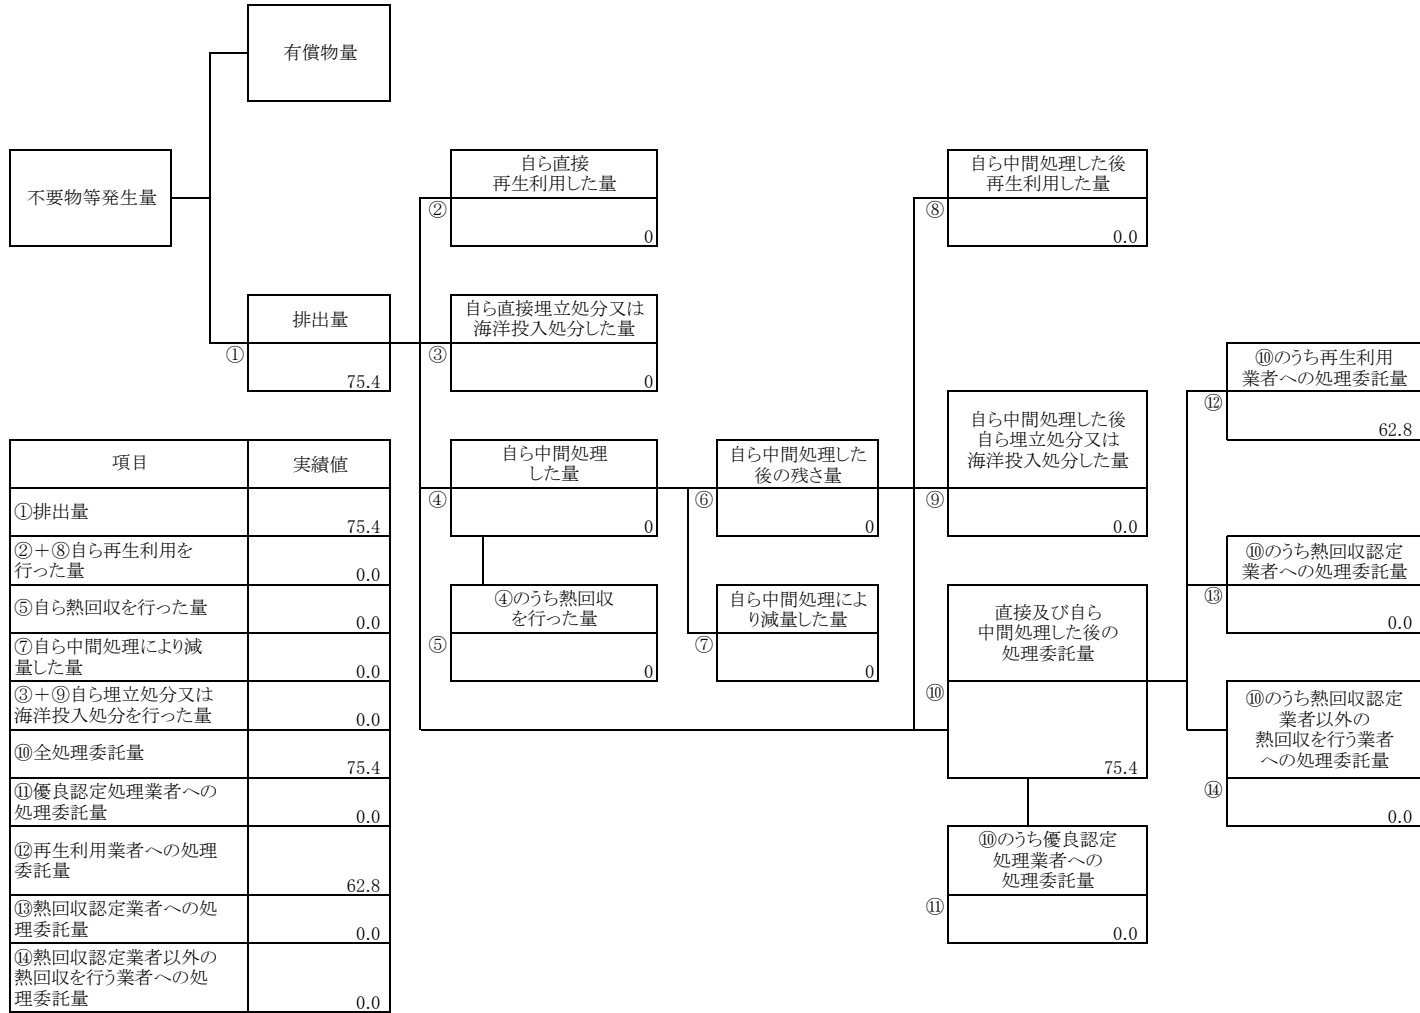 有償物量
不要物等発生量
排出量
①
75.4
自ら直接
再生利用した量
②
0
自ら直接埋立処分又は
海洋投入処分した量
③
0
自ら中間処理
した量
④
0
④のうち熱回収
を行った量
⑤
0
自ら中間処理した
後の残さ量
⑥
0
自ら中間処理によ
り減量した量
⑦
0
自ら中間処理した後
再生利用した量
⑧
0.0
自ら中間処理した後
自ら埋立処分又は
海洋投入処分した量
⑨
0.0
直接及び自ら
中間処理した後の
処理委託量
⑩
75.4
⑩のうち優良認定
処理業者への
処理委託量
⑪
0.0
⑩のうち再生利用
業者への処理委託量
⑫
62.8
⑩のうち熱回収認定
業者への処理委託量
⑬
0.0
⑩のうち熱回収認定
業者以外の
熱回収を行う業者
への処理委託量
⑭
0.0
項目 実績値
①排出量
75.4
②＋⑧自ら再生利用を
行った量
0.0
⑤自ら熱回収を行った量
0.0
⑦自ら中間処理により減
量した量
0.0
③＋⑨自ら埋立処分又は
海洋投入処分を行った量
0.0
⑩全処理委託量
75.4
⑪優良認定処理業者への
処理委託量
0.0
⑫再生利用業者への処理
委託量
62.8
⑬熱回収認定業者への処
理委託量
0.0
⑭熱回収認定業者以外の
熱回収を行う業者への処
理委託量
0.0